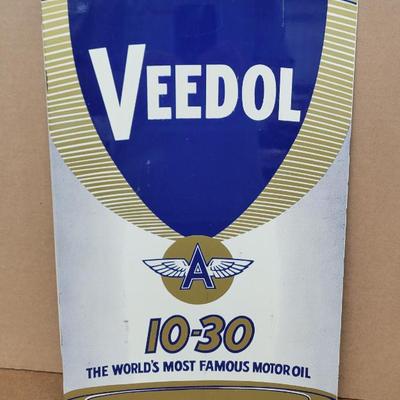 VEEDOL
A
10-30
THE WORLD'S MOST FAMOUS MOTOR OIL